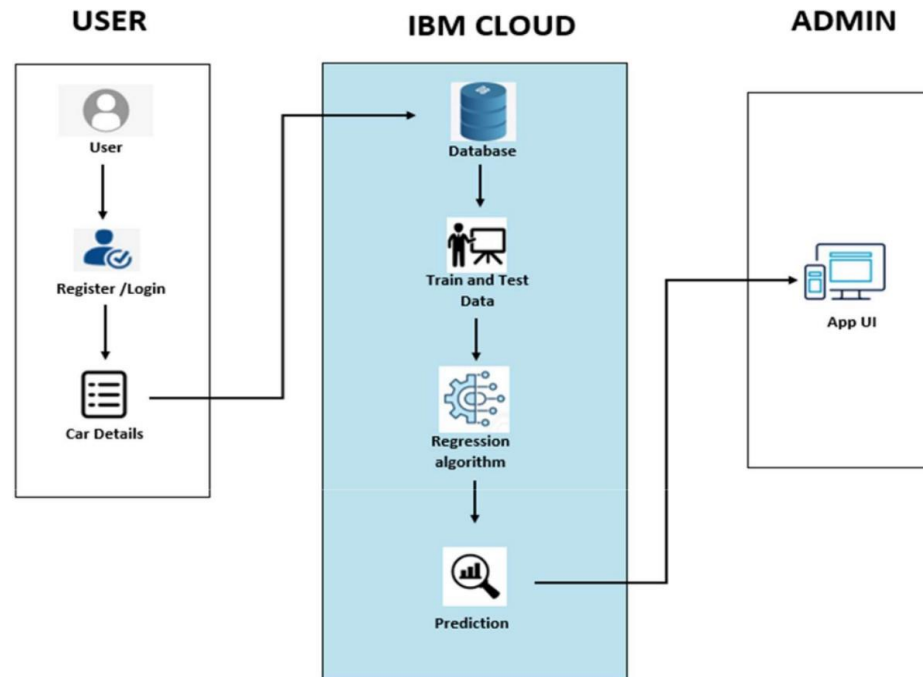 USER
User
Register /Login
Car Details
IBM CLOUD
Database
Train and Test
Data
Regression
algorithm
Prediction
ADMIN
App UI